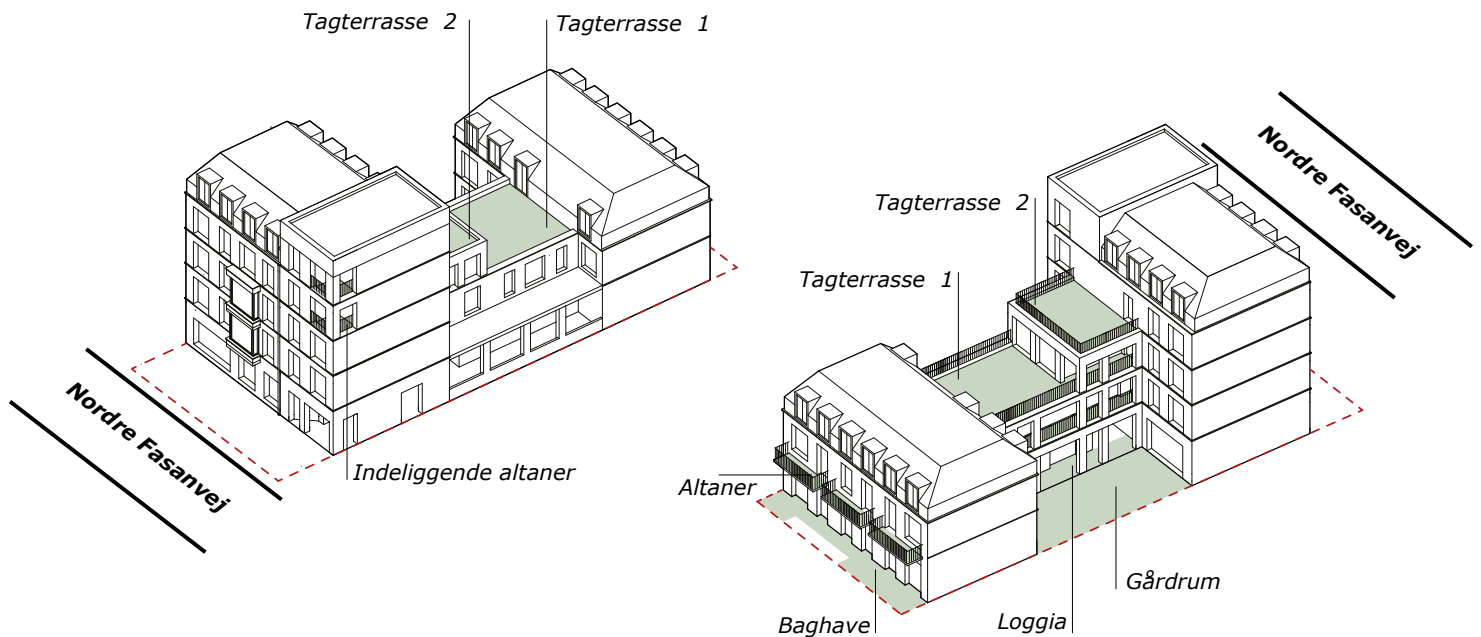 Tagterrasse 2
Tagterrasse 1
Nordre Fasanvej
Indeliggende altaner
Nordre Fasanvej
Tagterrasse 2
Tagterrasse 1
Altaner
Gårdrum
Baghave
Loggia